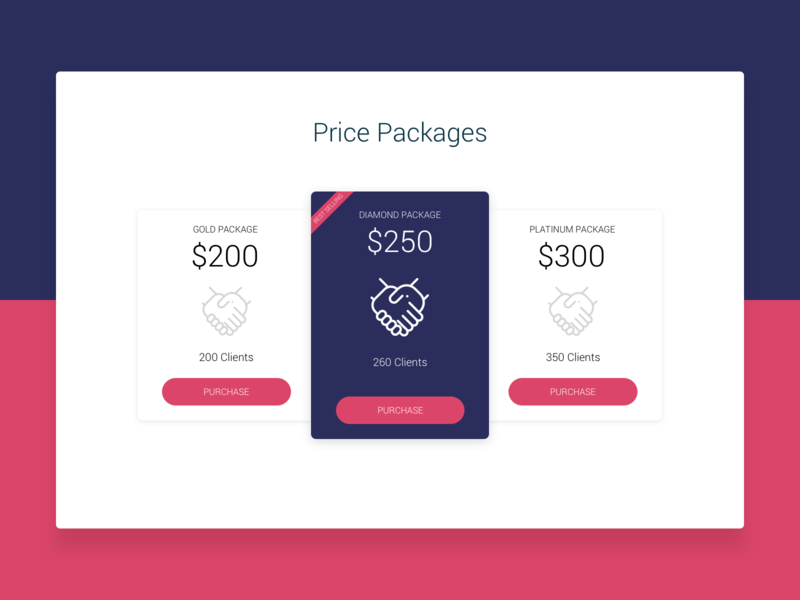 Price Packages
GOLD PACKAGE
$200
200 Clients
PURCHASE
BEST SELLING
DIAMOND PACKAGE
$250
260 Clients
PURCHASE
PLATINUM PACKAGE
$300
350 Clients
PURCHASE